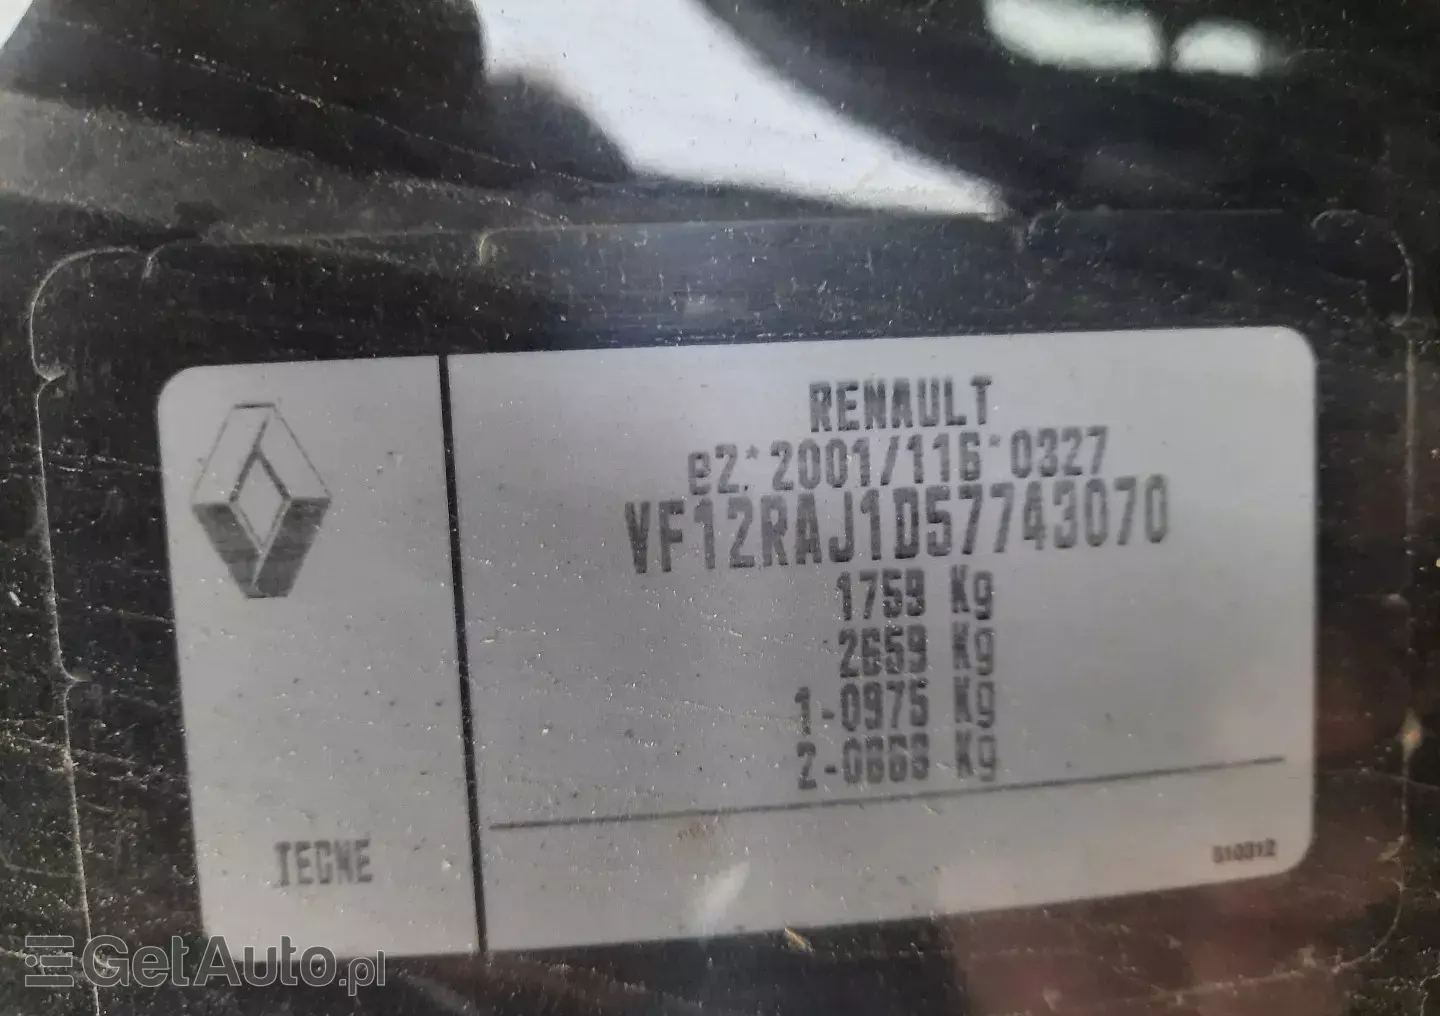 RENAULT
e2*2001/116*0327
VF12RAJ1D57743070
1759 Kg
2659 Kg
1-0975 Kg
2-0868 Kg
TEGNE
GetAuto.pl